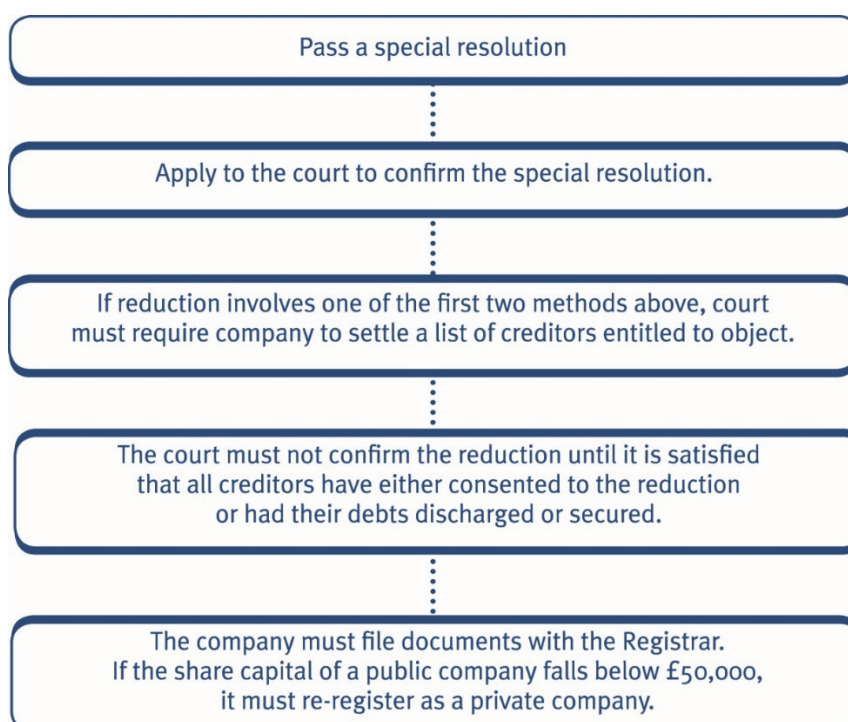 Pass a special resolution
Apply to the court to confirm the special resolution.
If reduction involves one of the first two methods above, court
must require company to settle a list of creditors entitled to object.
The court must not confirm the reduction until it is satisfied
that all creditors have either consented to the reduction
or had their debts discharged or secured.
The company must file documents with the Registrar.
If the share capital of a public company falls below £50,000,
it must re-register as a private company.